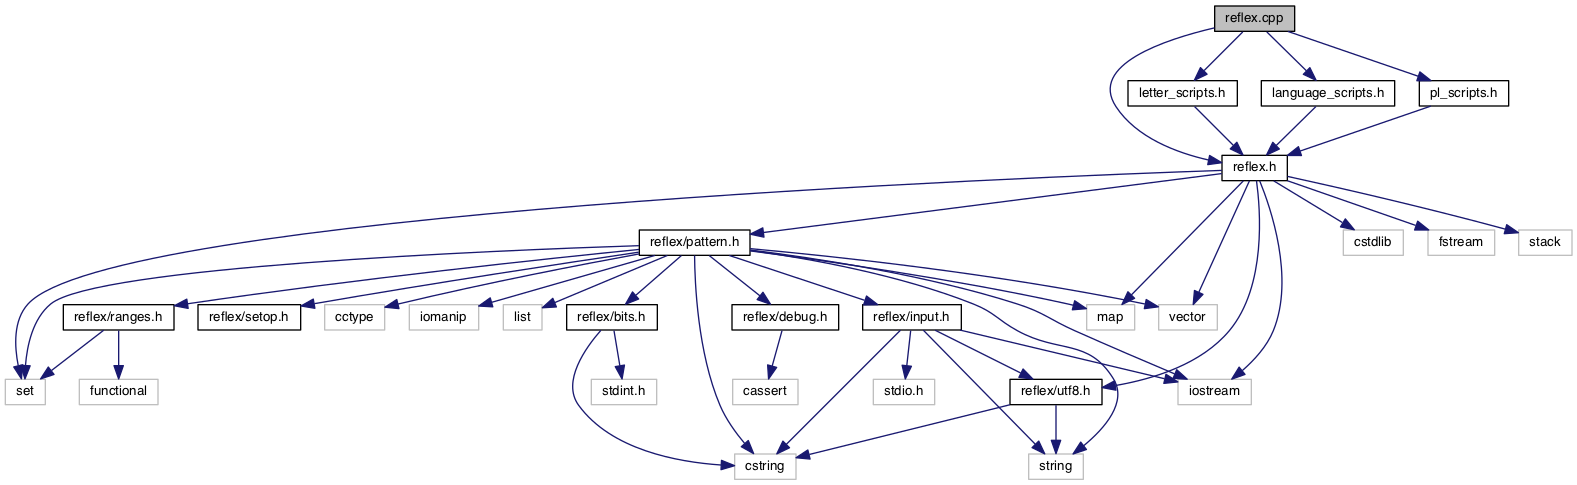 reflex.cpp
letter_scripts.h
language_scripts.h
pl_scripts.h
reflex.h
reflex/pattern.h
cstdlib
fstream
stack
reflex/ranges.h
reflex/setop.h
cctype
iomanip
list
reflex/bits.h
reflex/debug.h
reflex/input.h
map
vector
set
functional
stdint.h
cassert
stdio.h
reflex/utf8.h
iostream
cstring
string